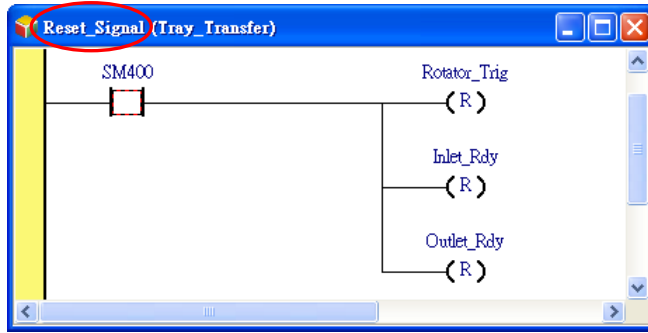 Reset_Signal (Tray_Transfer)
SM400
Rotator_Trig
( R )
Inlet_Rdy
( R )
Outlet_Rdy
( R )